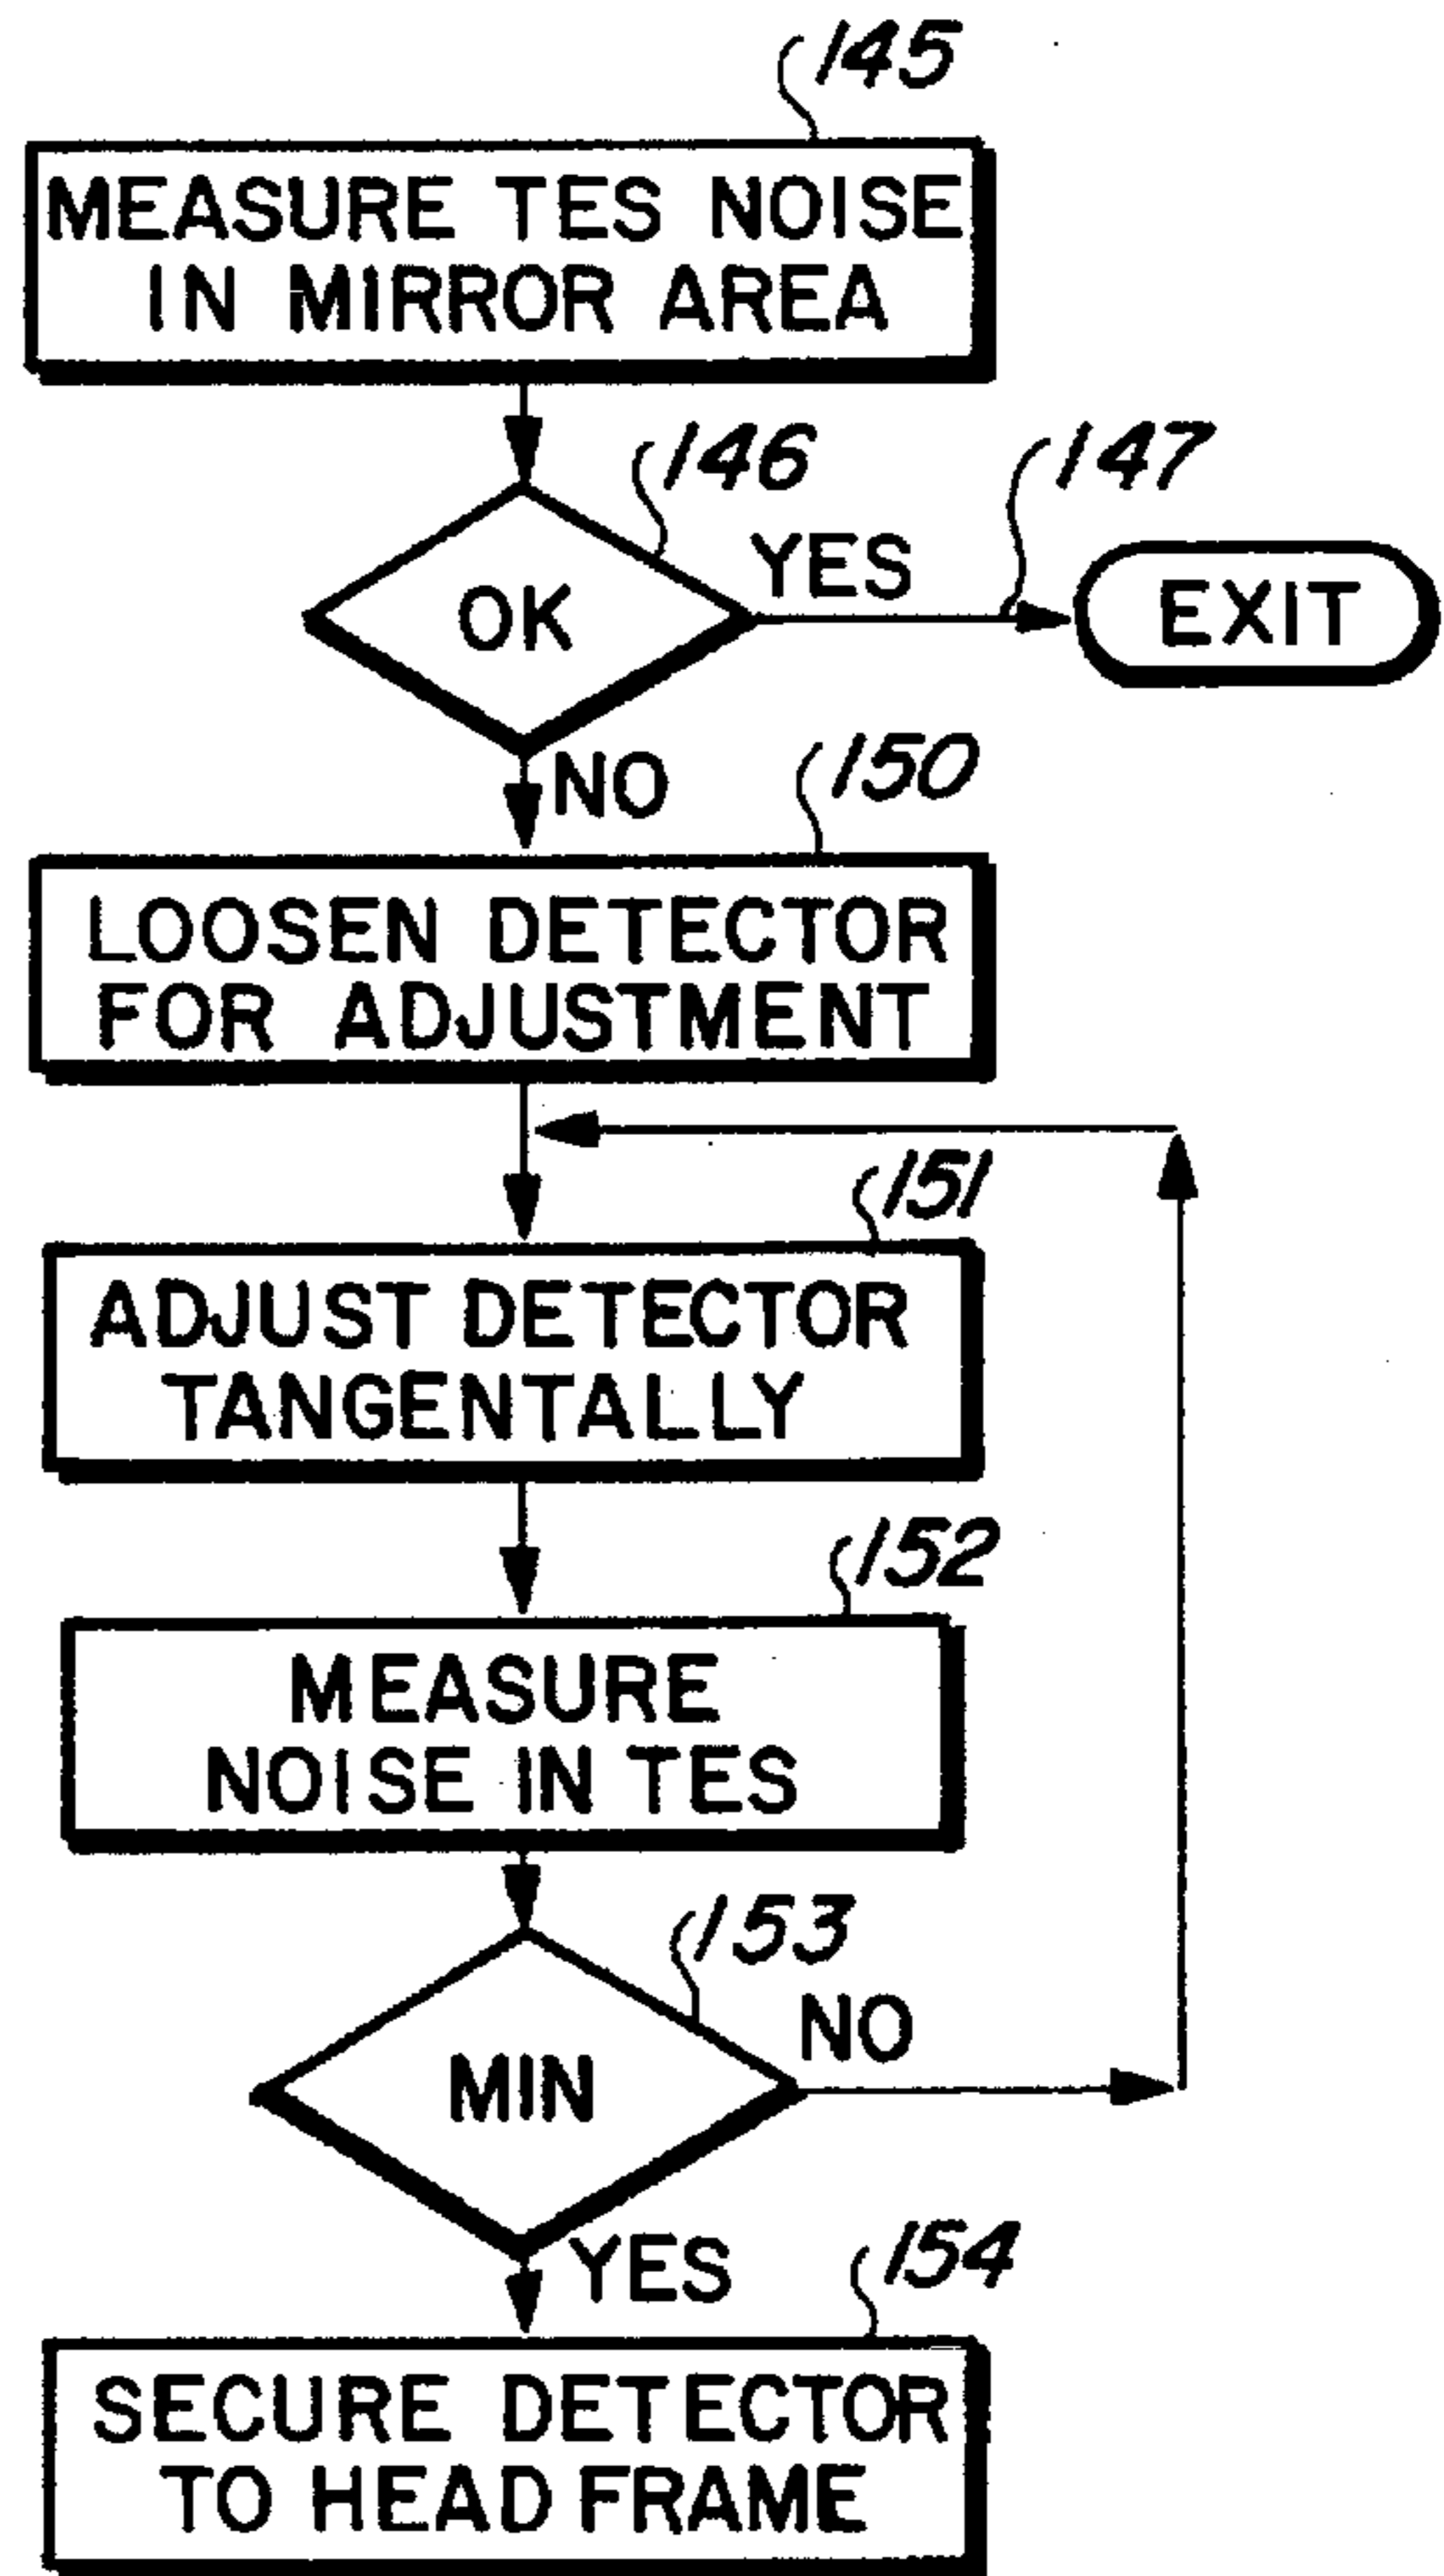 145
MEASURE TES NOISE
IN MIRROR AREA
146
147
YES
OK
EXIT
NO
150
LOOSEN DETECTOR
FOR ADJUSTMENT
151
ADJUST DETECTOR
TANGENTALLY
152
MEASURE
NOISE IN TES
153
NO
MIN
YES
154
SECURE DETECTOR
TO HEAD FRAME